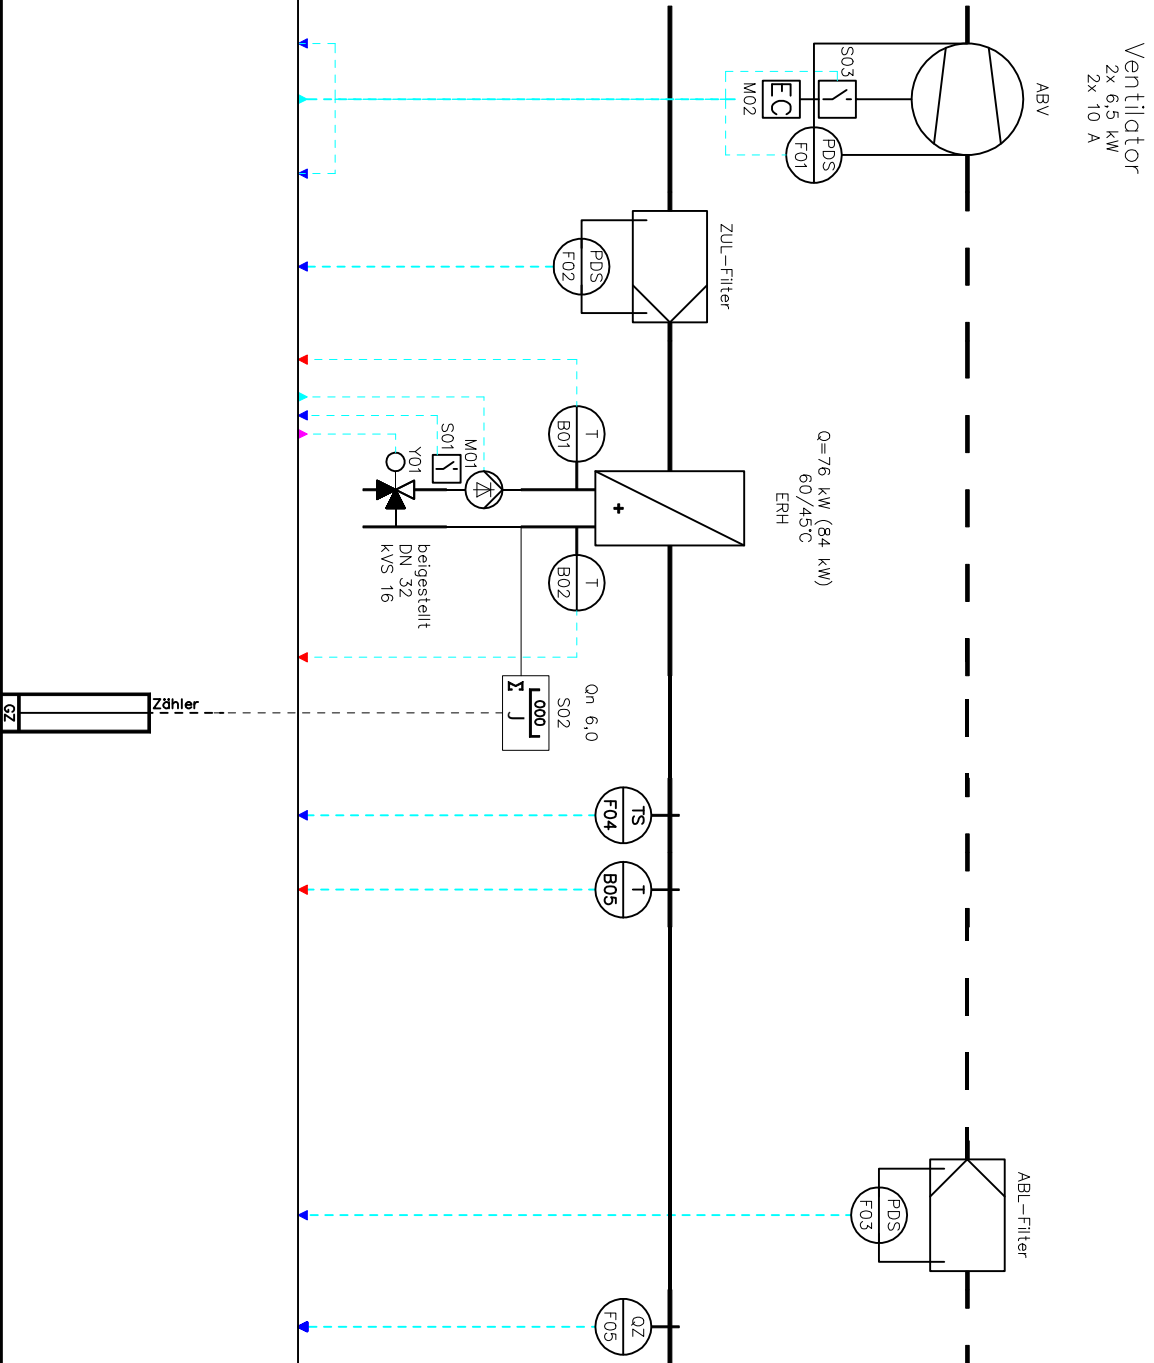 Ventilator
2x 6,5 kW
2x 10 A
ABV
S03
EC
M02
PDS
F01
ZUL-Filter
PDS
F02
Q=76 kW (84 kW)
60/45°C
ERH
+
T
B01
M01
S01
Y01
beigestellt
DN 32
kVS 16
T
B02
Qn 6,0
S02
000
Σ J
Zähler
GZ
TS
F04
T
B05
ABL-Filter
PDS
F03
QZ
F05